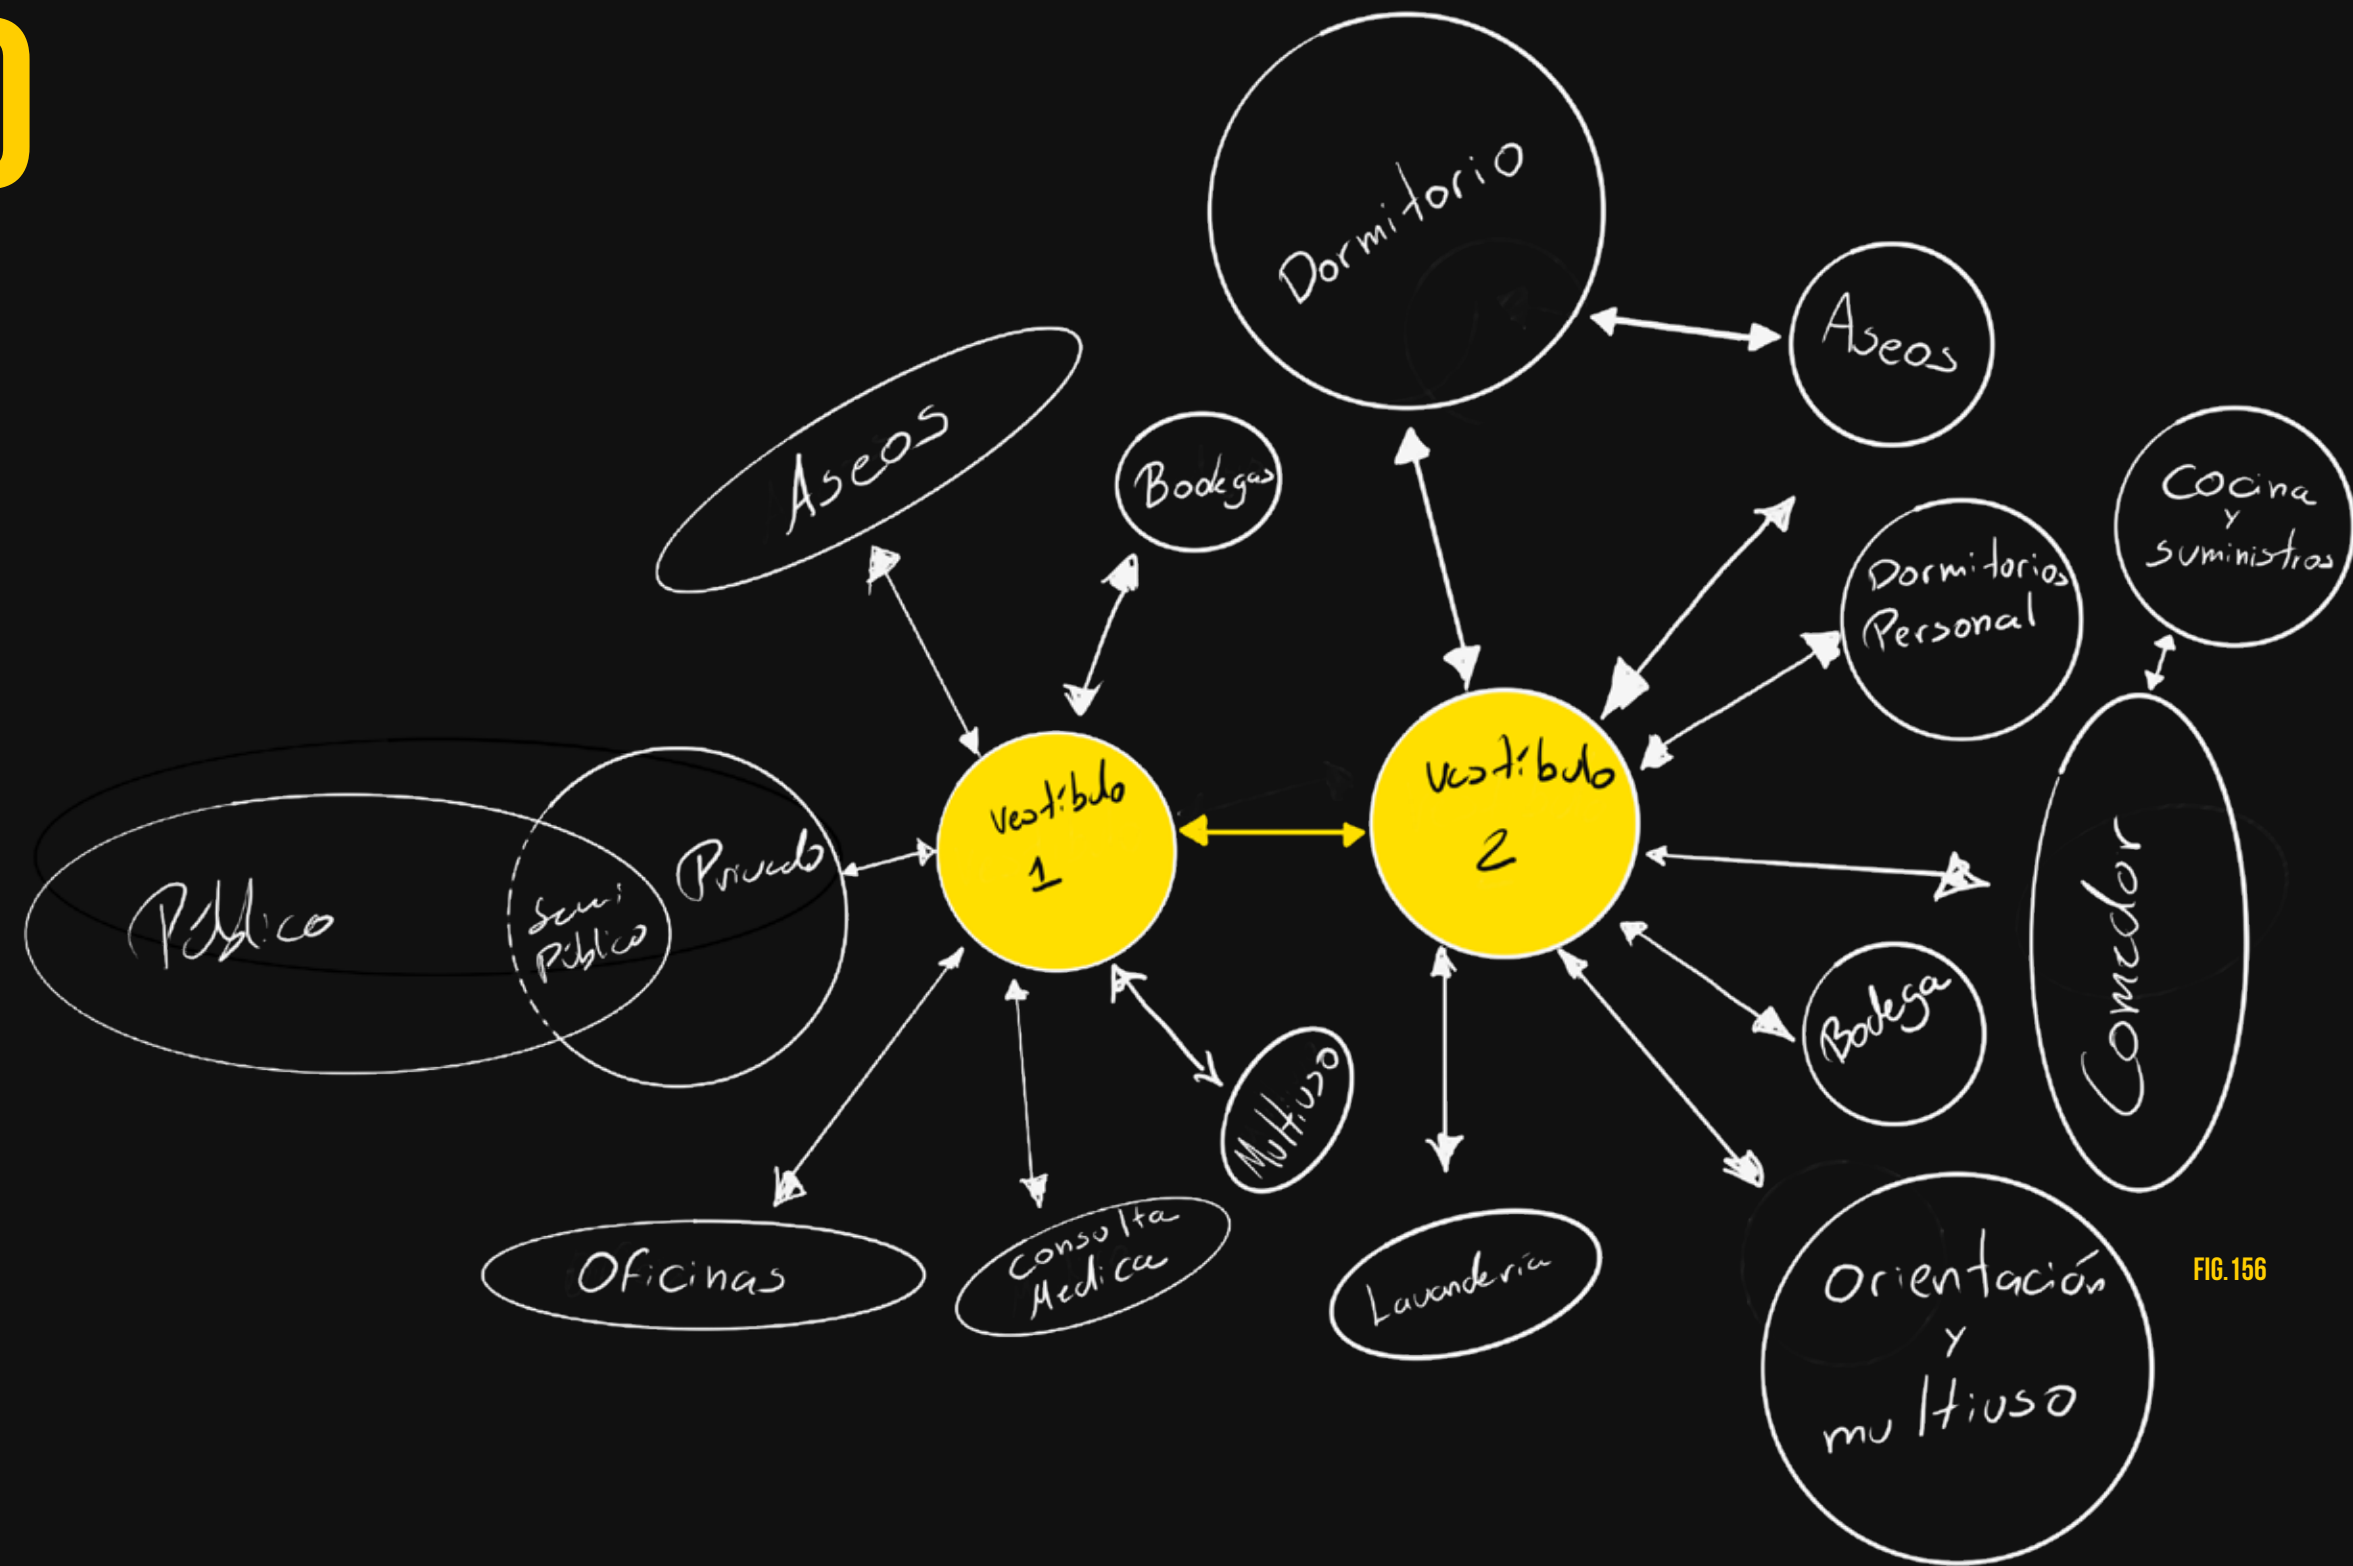 Dormitorio
Aseos
Aseos
Bodegas
Cocina
y
suministros
Dormitorios
Personal
vestíbulo
1
vestíbulo
2
Público
Semi
Público
Privado
Comedor
Bodega
Multiuso
Oficinas
Consulta
Medica
Lavandería
Orientación
y
multiuso
FIG.156